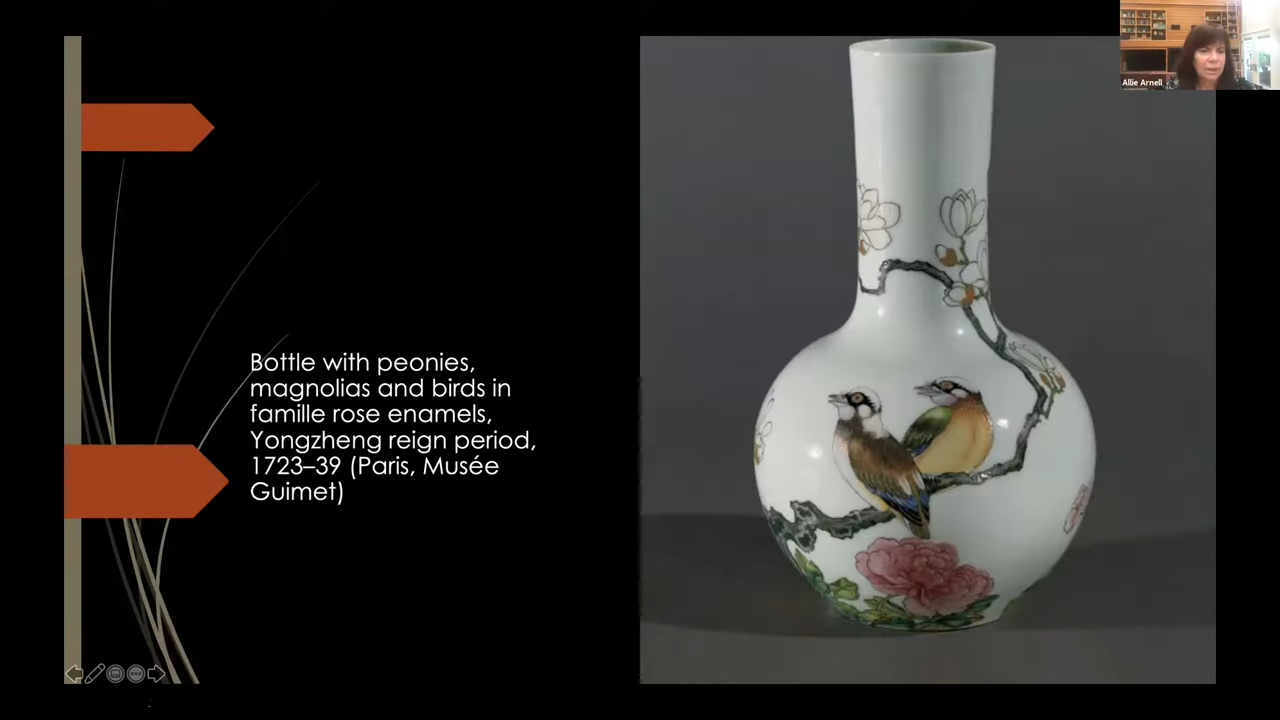 Allie Arnell
Bottle with peonies,
magnolias and birds in
famille rose enamels,
Yongzheng reign period,
1723–39 (Paris, Musée
Guimet)